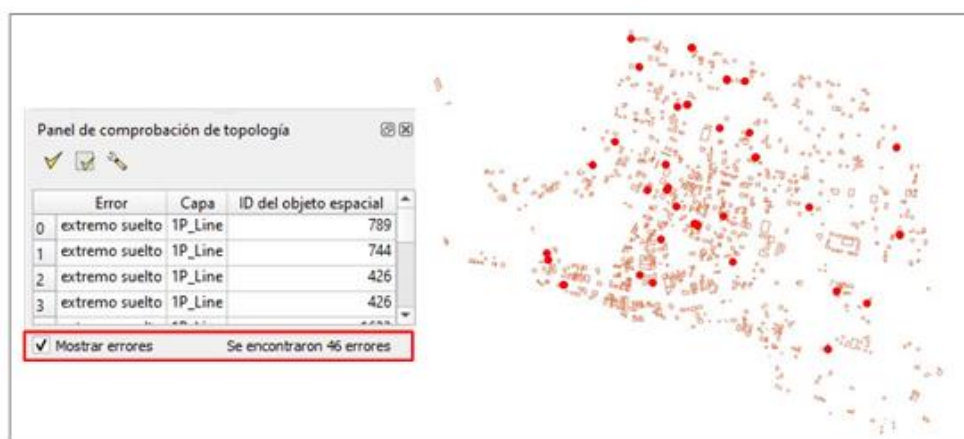 Panel de comprobación de topología
Error Capa ID del objeto espacial
0 extremo suelto 1P_Line 789
1 extremo suelto 1P_Line 744
2 extremo suelto 1P_Line 426
3 extremo suelto 1P_Line 426
Mostrar errores Se encontraron 46 errores